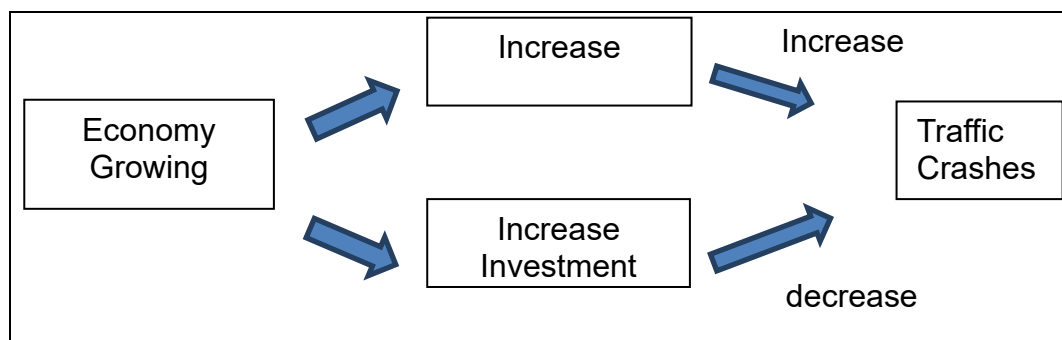 Economy
Growing
Increase
Increase
Investment
Increase
decrease
Traffic
Crashes